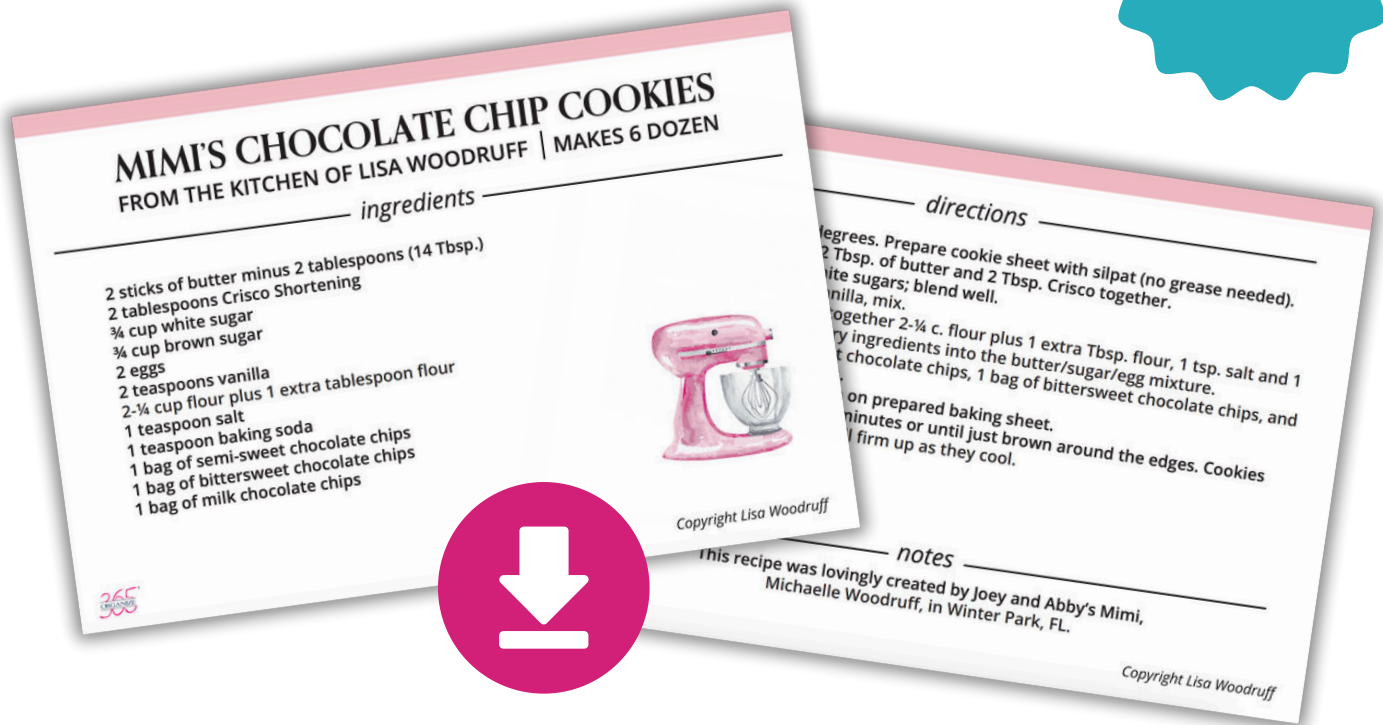 MIMI'S CHOCOLATE CHIP COOKIES
FROM THE KITCHEN OF LISA WOODRUFF | MAKES 6 DOZEN
ingredients
2 sticks of butter minus 2 tablespoons (14 Tbsp.)
2 tablespoons Crisco Shortening
¾ cup white sugar
¾ cup brown sugar
2 eggs
2 teaspoons vanilla
2-¼ cup flour plus 1 extra tablespoon flour
1 teaspoon salt
1 teaspoon baking soda
1 bag of semi-sweet chocolate chips
1 bag of bittersweet chocolate chips
1 bag of milk chocolate chips
Copyright Lisa Woodruff
ORGANIZE
365
directions
degrees. Prepare cookie sheet with silpat (no grease needed).
2 Tbsp. of butter and 2 Tbsp. Crisco together.
sugars; blend well.
mix.
together 2-¼ c. flour plus 1 extra Tbsp. flour, 1 tsp. salt and 1
ingredients into the butter/sugar/egg mixture.
chocolate chips, 1 bag of bittersweet chocolate chips, and
on prepared baking sheet.
minutes or until just brown around the edges. Cookies
firm up as they cool.
notes
This recipe was lovingly created by Joey and Abby's Mimi,
Michaelle Woodruff, in Winter Park, FL.
Copyright Lisa Woodruff